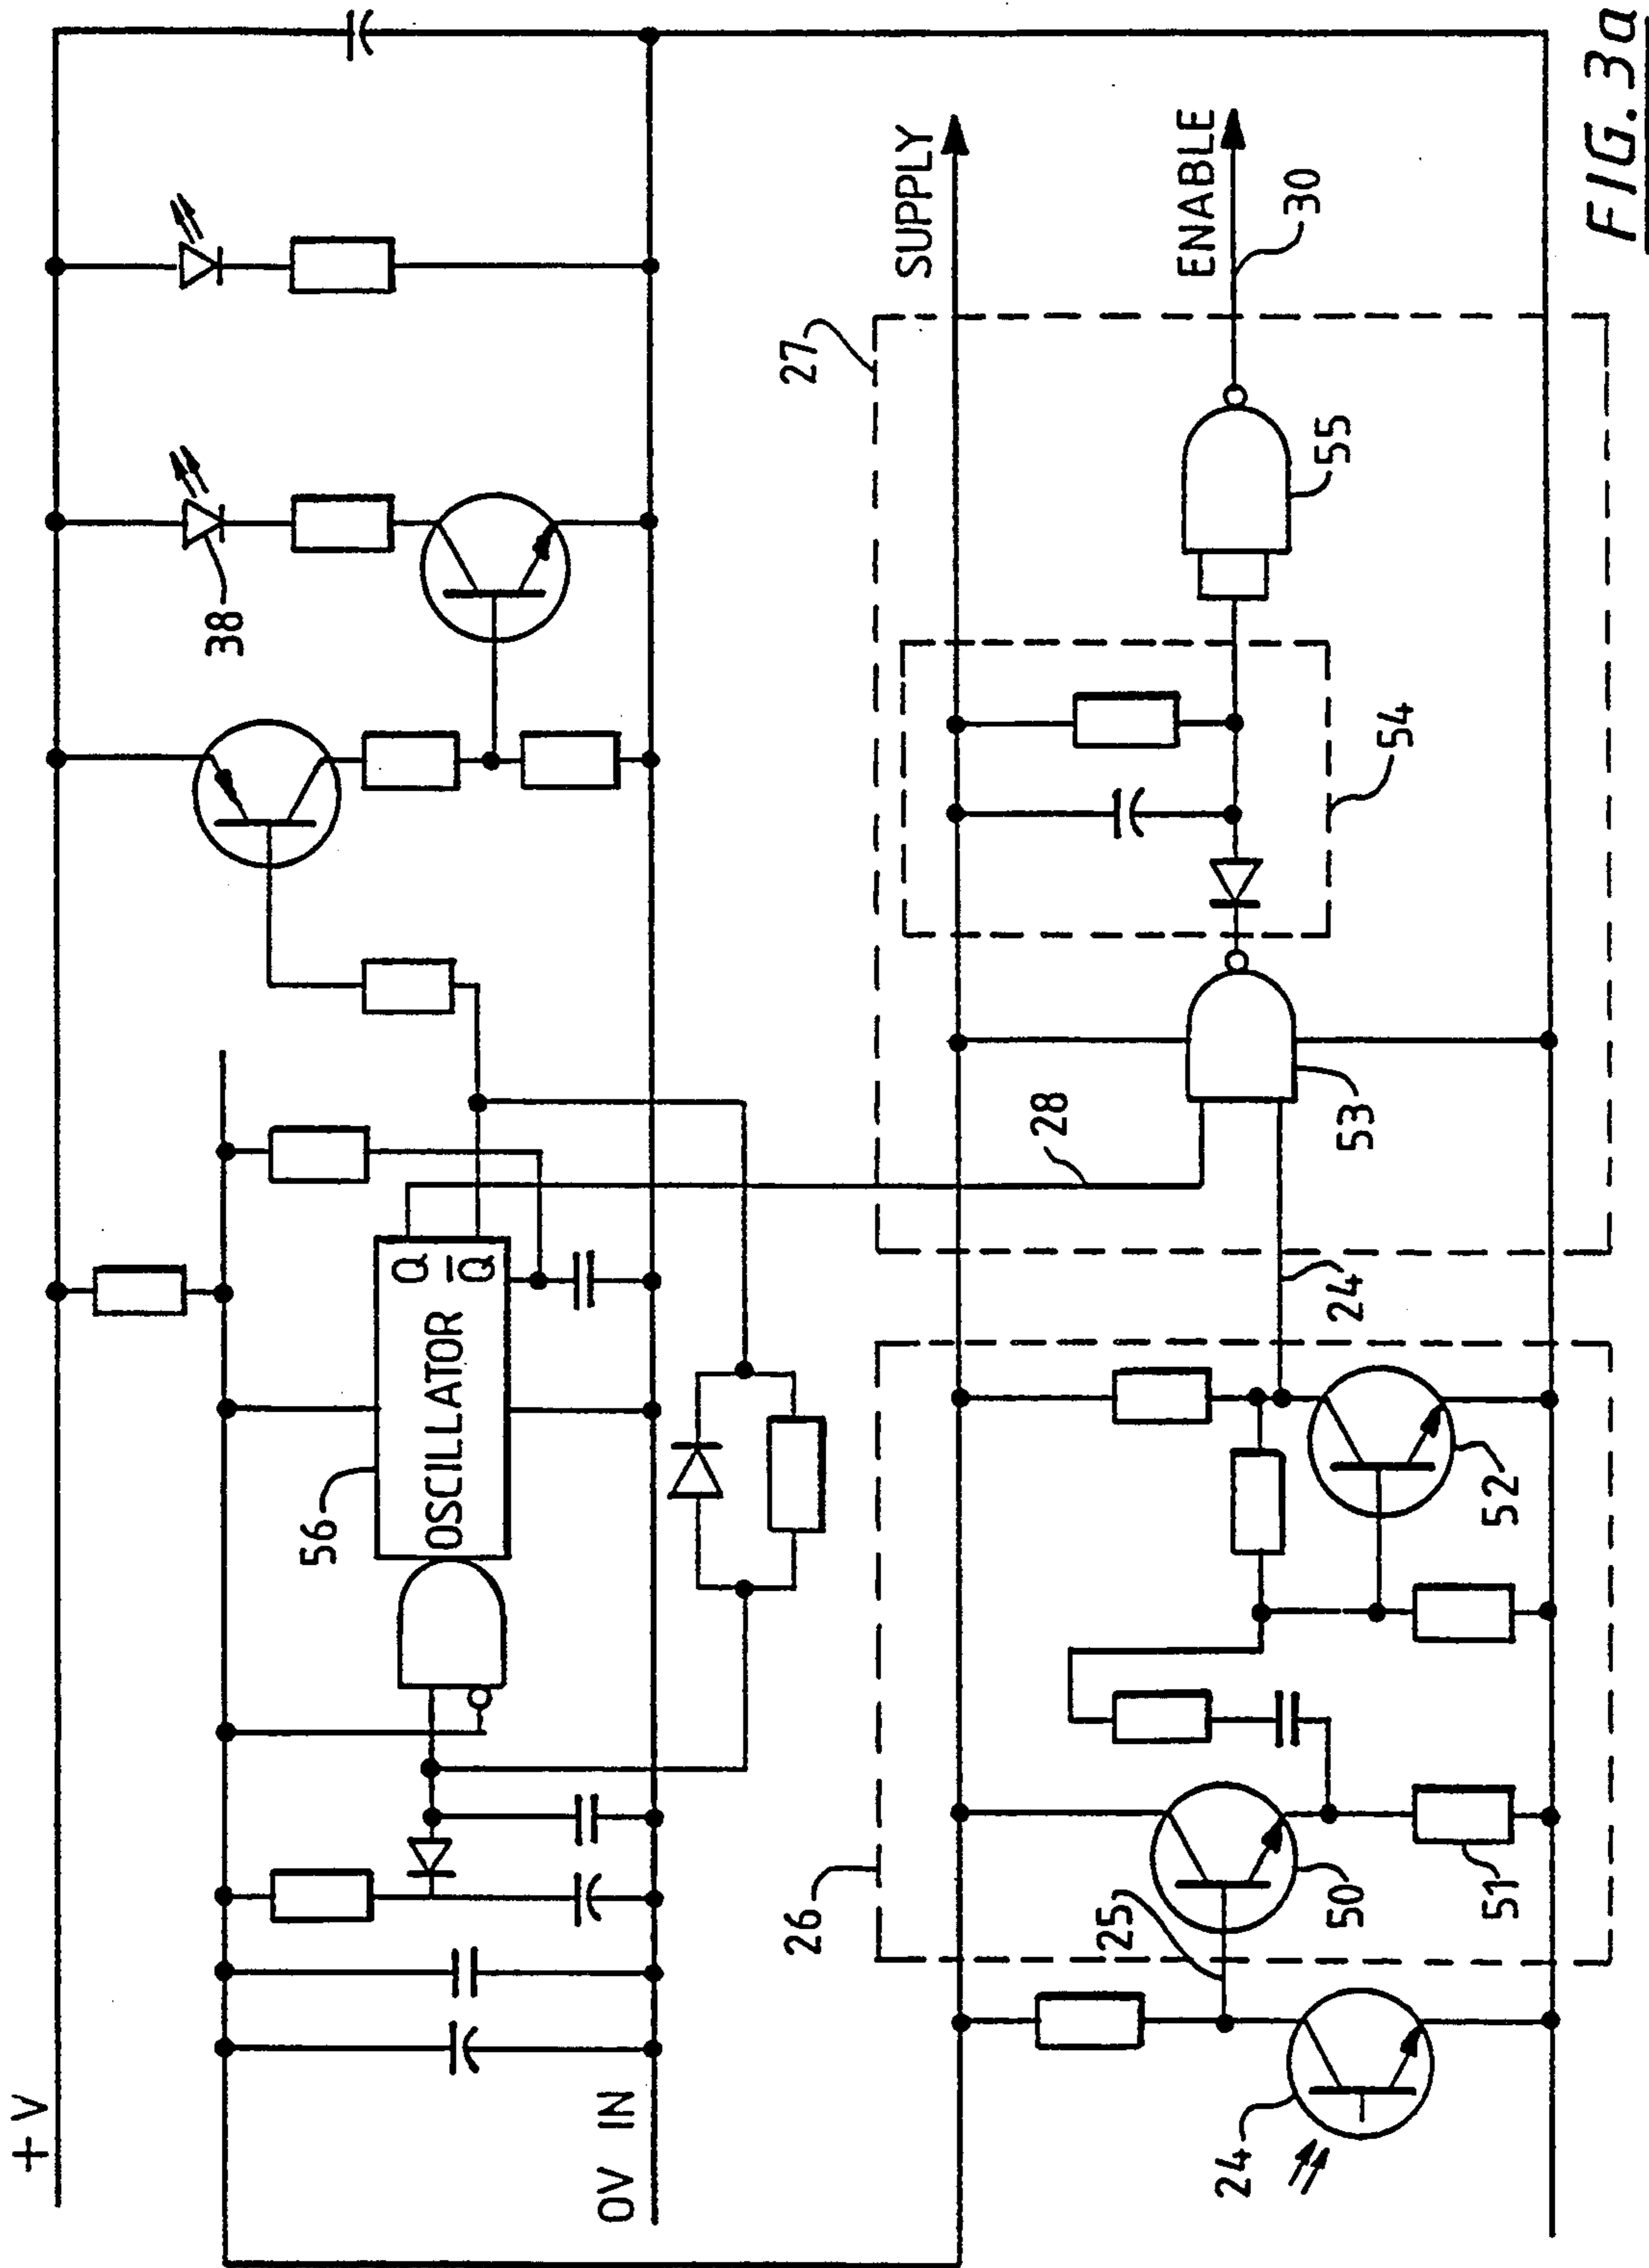 + V
38
56
OSCILLATOR
Q
Q̅
0V IN
SUPPLY
27
ENABLE
30
28
54
55
53
26
25
24
50
51
52
24
FIG.3a